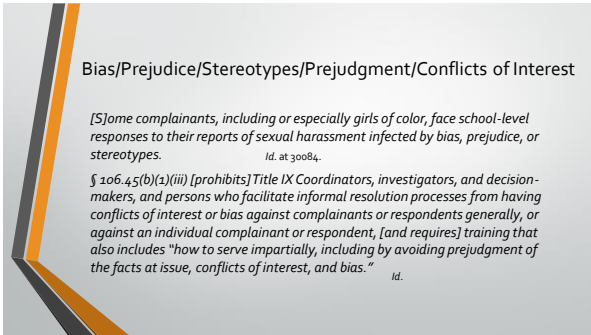 Bias/Prejudice/Stereotypes/Prejudgment/Conflicts of Interest
[S]ome complainants, including or especially girls of color, face school-level
responses to their reports of sexual harassment infected by bias, prejudice, or
stereotypes. Id. at 30084.
§ 106.45(b)(1)(iii) [prohibits] Title IX Coordinators, investigators, and decision-
makers, and persons who facilitate informal resolution processes from having
conflicts of interest or bias against complainants or respondents generally, or
against an individual complainant or respondent, [and requires] training that
also includes “how to serve impartially, including by avoiding prejudgment of
the facts at issue, conflicts of interest, and bias.”
Id.